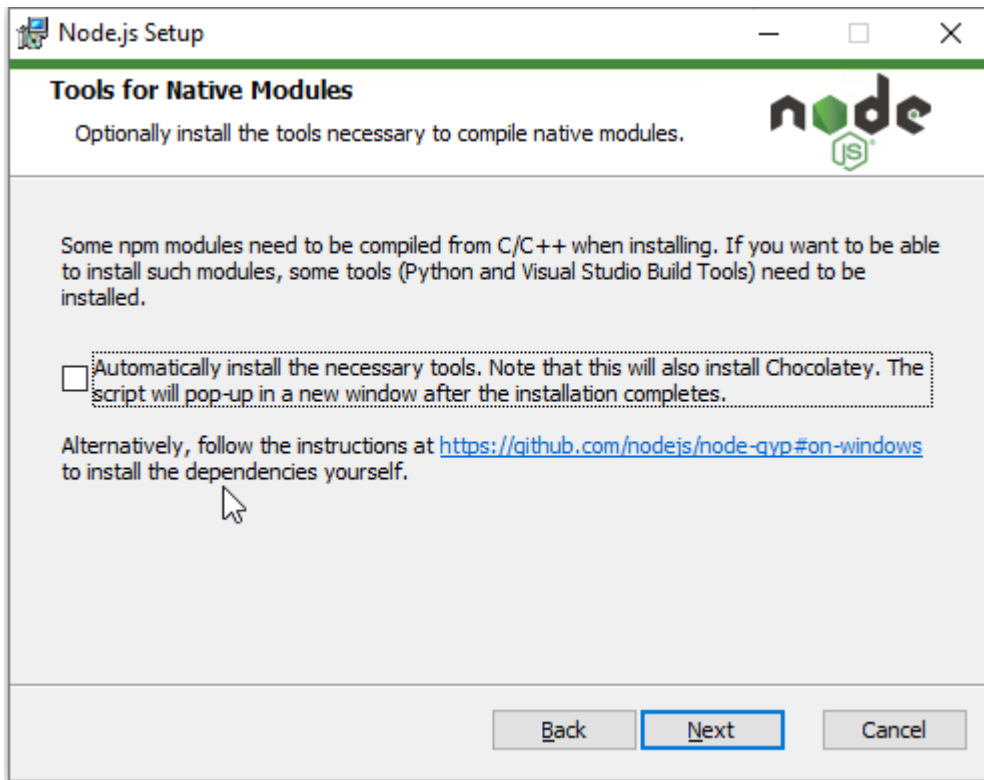 Node.js Setup
Tools for Native Modules
Optionally install the tools necessary to compile native modules.
node
JS
Some npm modules need to be compiled from C/C++ when installing. If you want to be able
to install such modules, some tools (Python and Visual Studio Build Tools) need to be
installed.
Automatically install the necessary tools. Note that this will also install Chocolatey. The
script will pop-up in a new window after the installation completes.
Alternatively, follow the instructions at https://github.com/nodejs/node-gyp#on-windows
to install the dependencies yourself.
Back Next Cancel